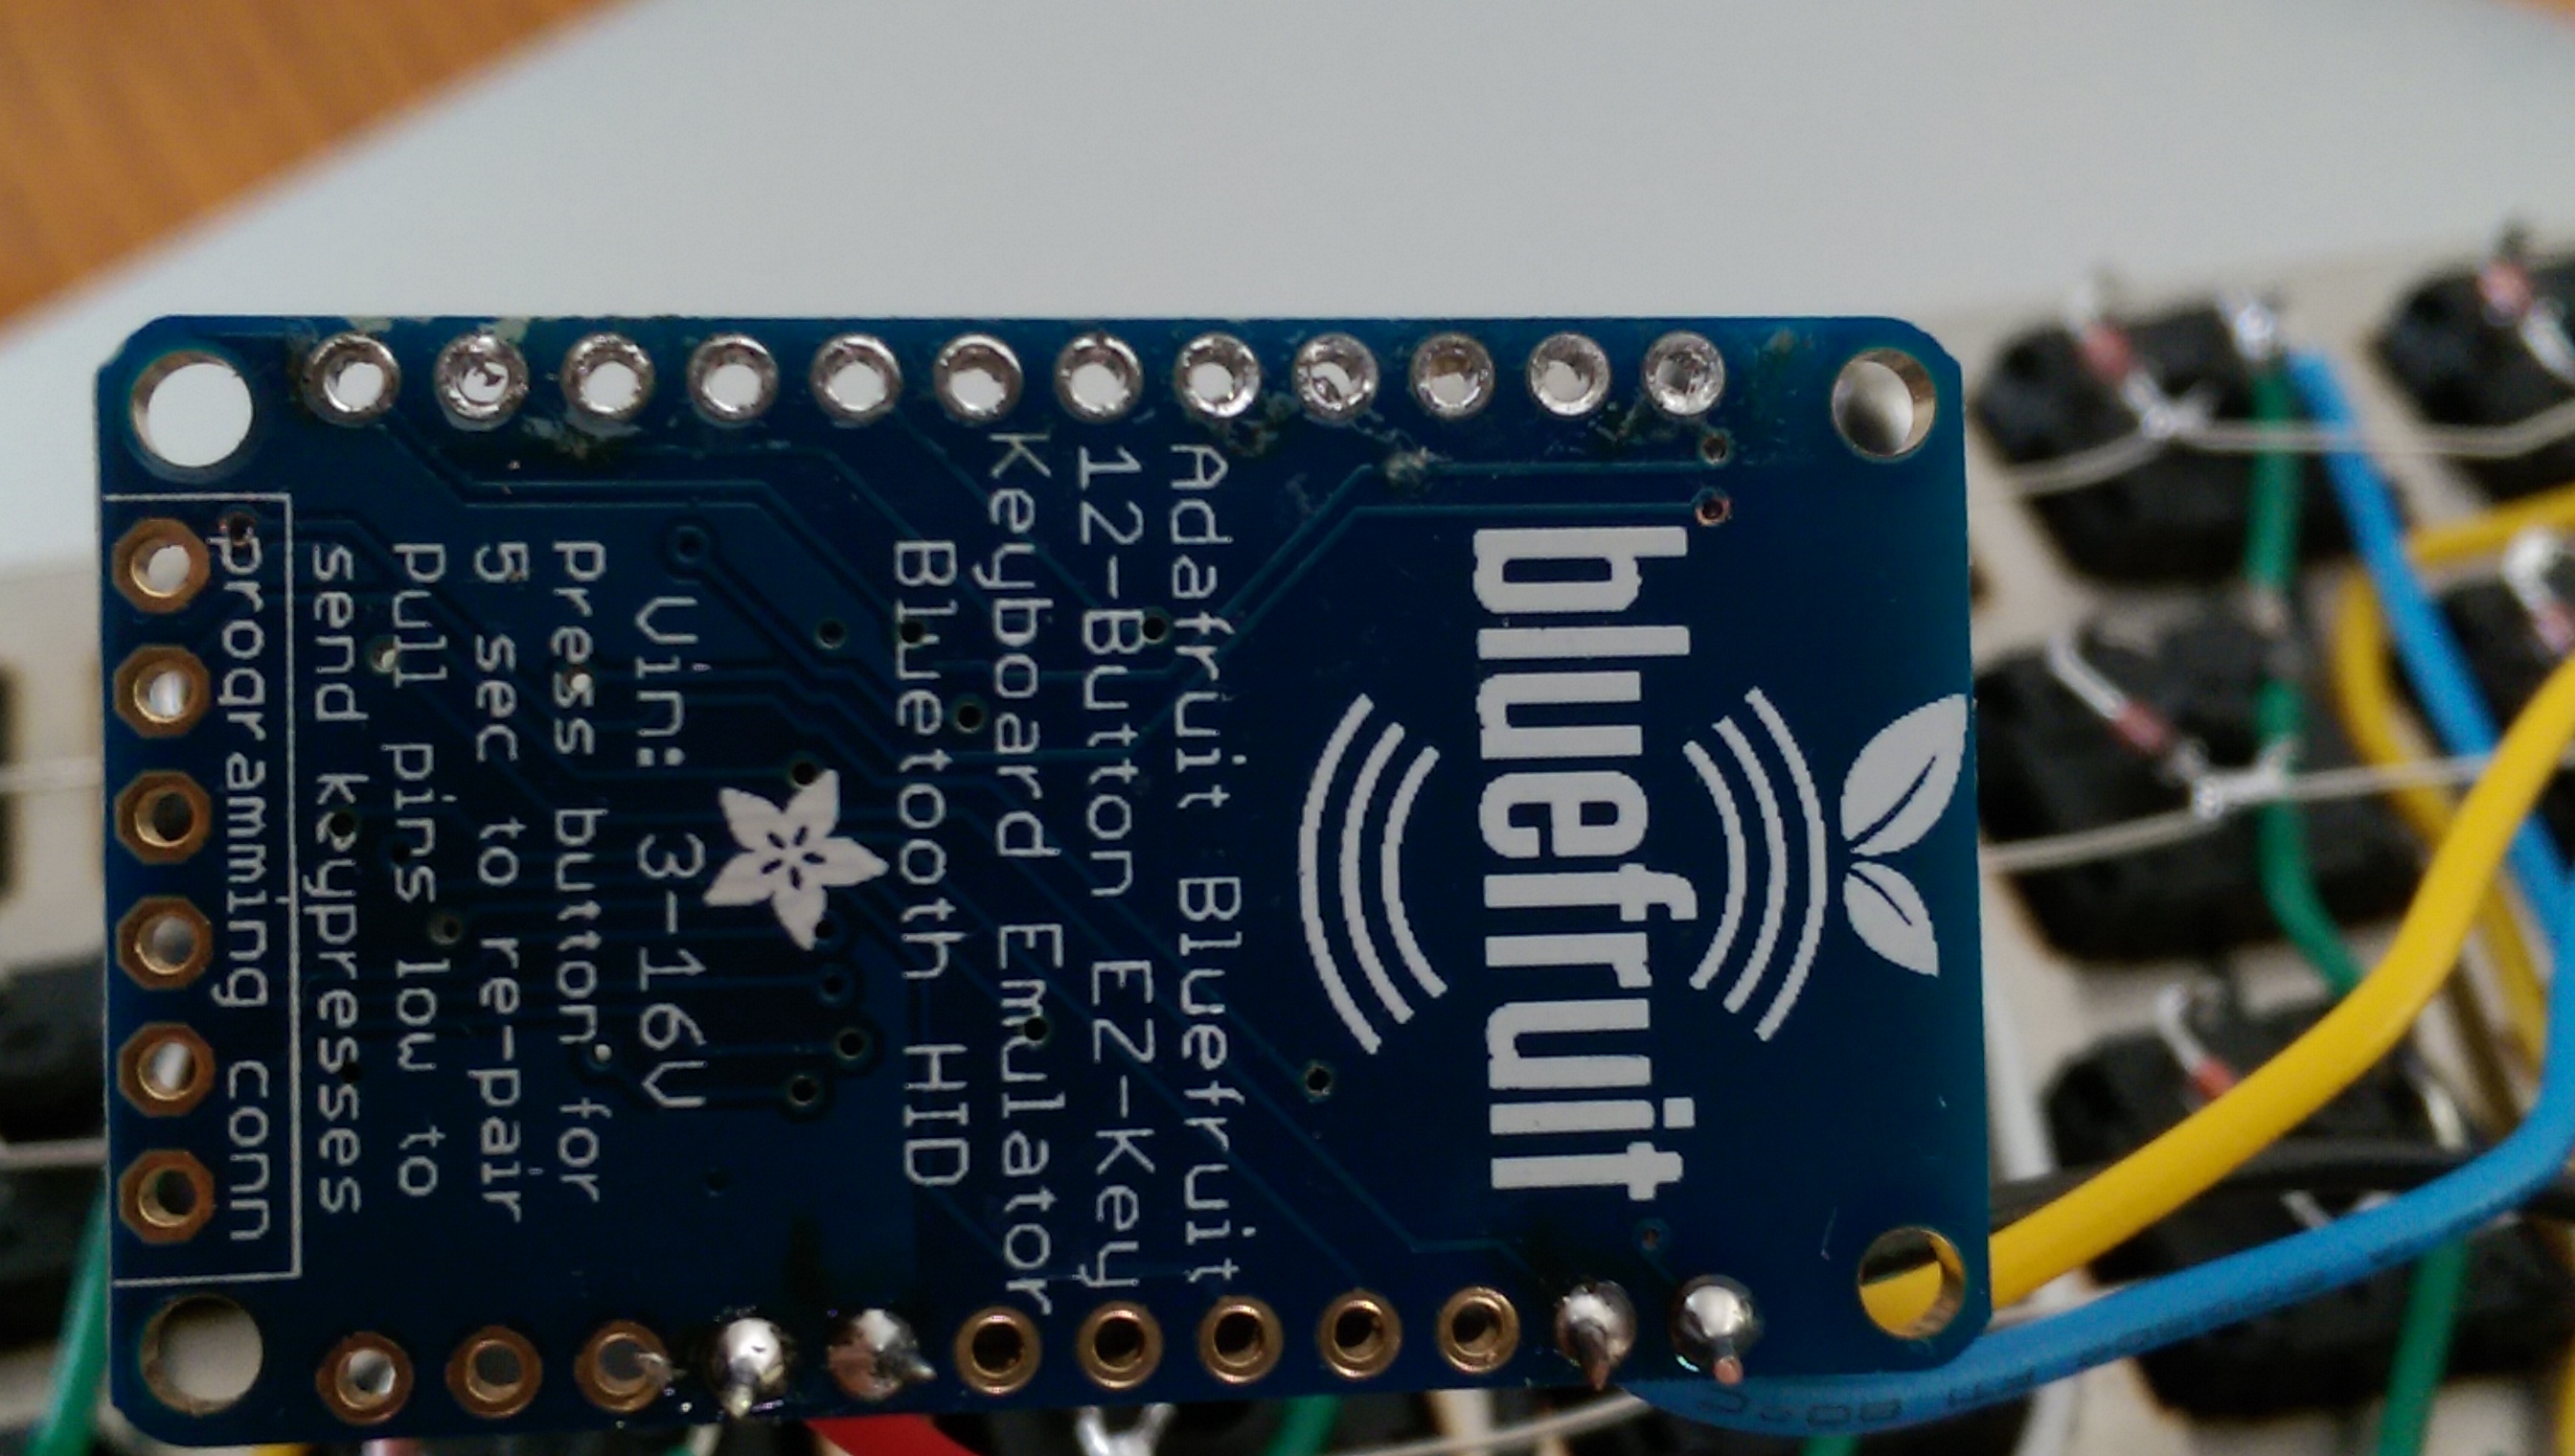 bluefruit
Adafruit Bluefruit
12-Button EZ-Key
Keyboard Emulator
Bluetooth HID
Vin: 3-16V
Press button for
5 sec to re-pair
Pull pins low to
send keypresses
programming conn